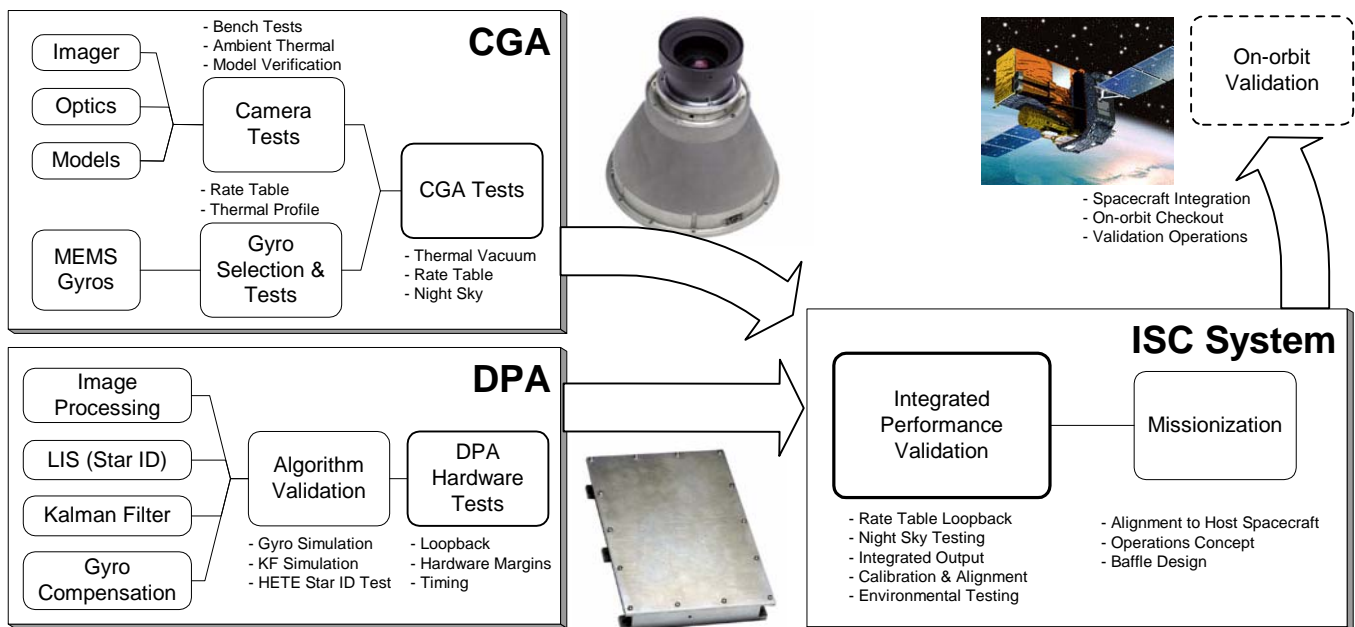 CGA
Imager
Optics
Models
- Bench Tests
- Ambient Thermal
- Model Verification
Camera
Tests
- Rate Table
- Thermal Profile
MEMS
Gyros
Gyro
Selection &
Tests
CGA Tests
- Thermal Vacuum
- Rate Table
- Night Sky
DPA
Image
Processing
LIS (Star ID)
Kalman Filter
Gyro
Compensation
Algorithm
Validation
- Gyro Simulation
- KF Simulation
- HETE Star ID Test
DPA
Hardware
Tests
- Loopback
- Hardware Margins
- Timing
On-orbit
Validation
- Spacecraft Integration
- On-orbit Checkout
- Validation Operations
ISC System
Integrated
Performance
Validation
- Rate Table Loopback
- Night Sky Testing
- Integrated Output
- Calibration & Alignment
- Environmental Testing
Missionization
- Alignment to Host Spacecraft
- Operations Concept
- Baffle Design